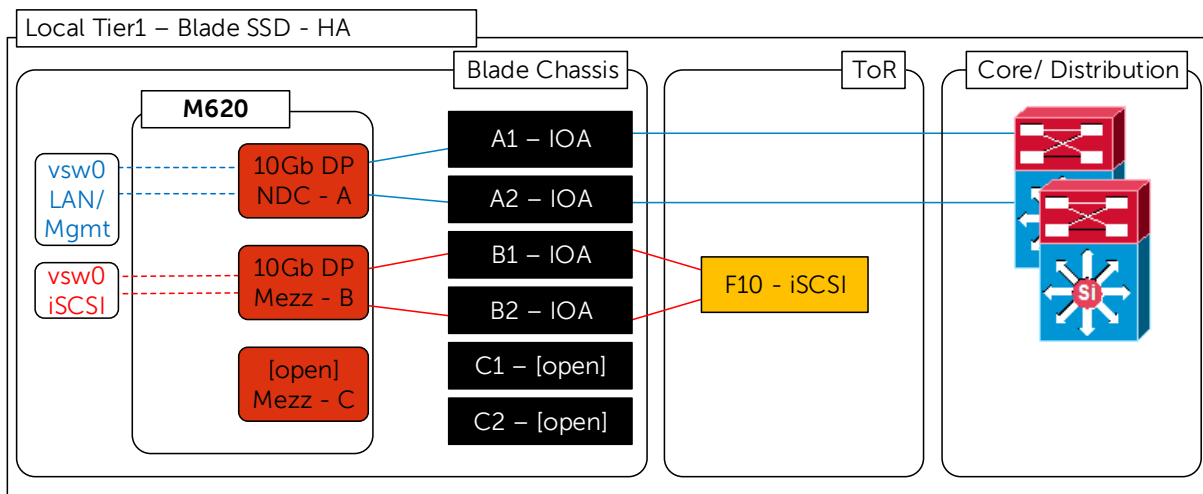 Local Tier1 – Blade SSD - HA
Blade Chassis
ToR
Core/ Distribution
M620
vsw0
LAN/
Mgmt
vsw0
iSCSI
10Gb DP
NDC - A
10Gb DP
Mezz - B
[open]
Mezz - C
A1 – IOA
A2 – IOA
B1 – IOA
B2 – IOA
C1 – [open]
C2 – [open]
F10 - iSCSI
Si